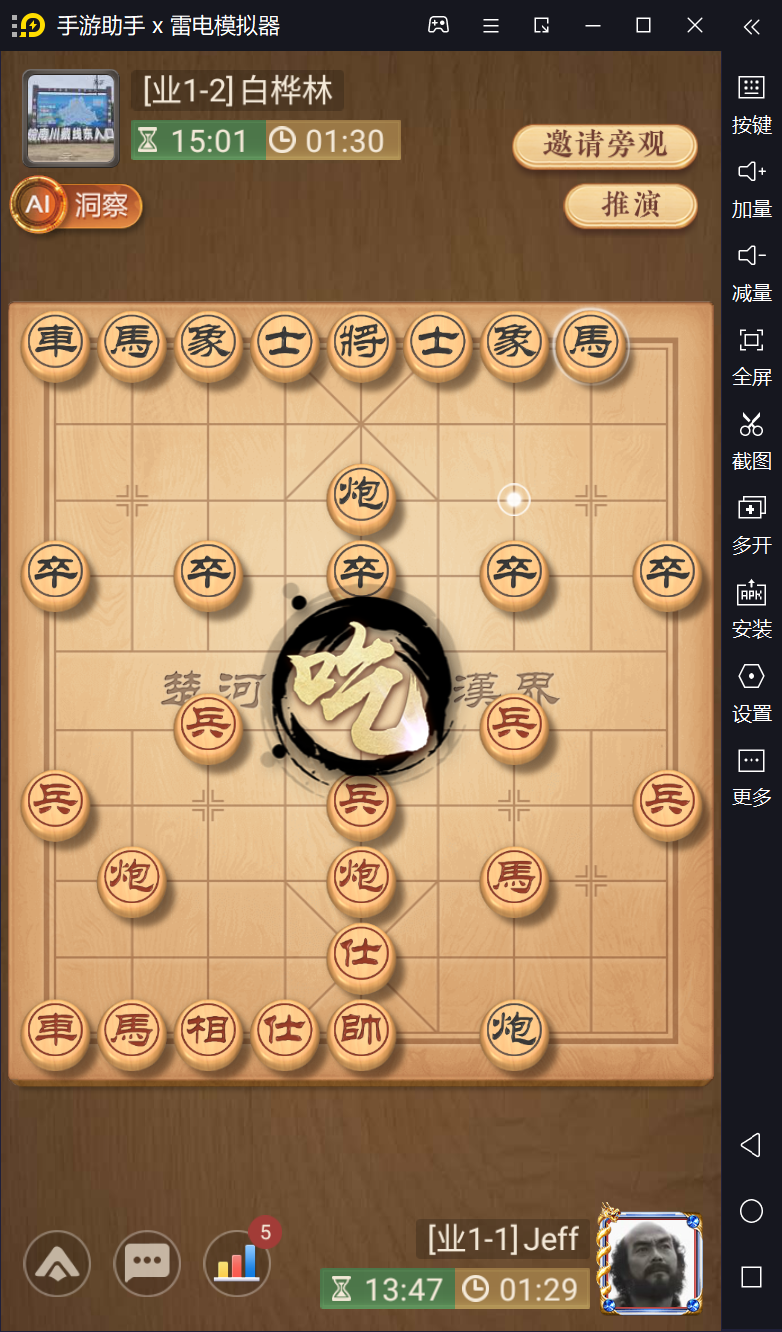 手游助手 x 雷电模拟器
[业1-2] 白桦林
15:01 01:30
邀请旁观
AI 洞察
推演
按键
加量
减量
全屏
截图
多开
APK
安装
设置
更多
車 馬 象 士 將 士 象 馬
炮
卒 卒 卒 卒 卒
吃
楚河 漢界
兵 兵
兵 兵 兵
炮 炮 馬
仕
車 馬 相 仕 帥 炮
5
[业1-1] Jeff
13:47 01:29